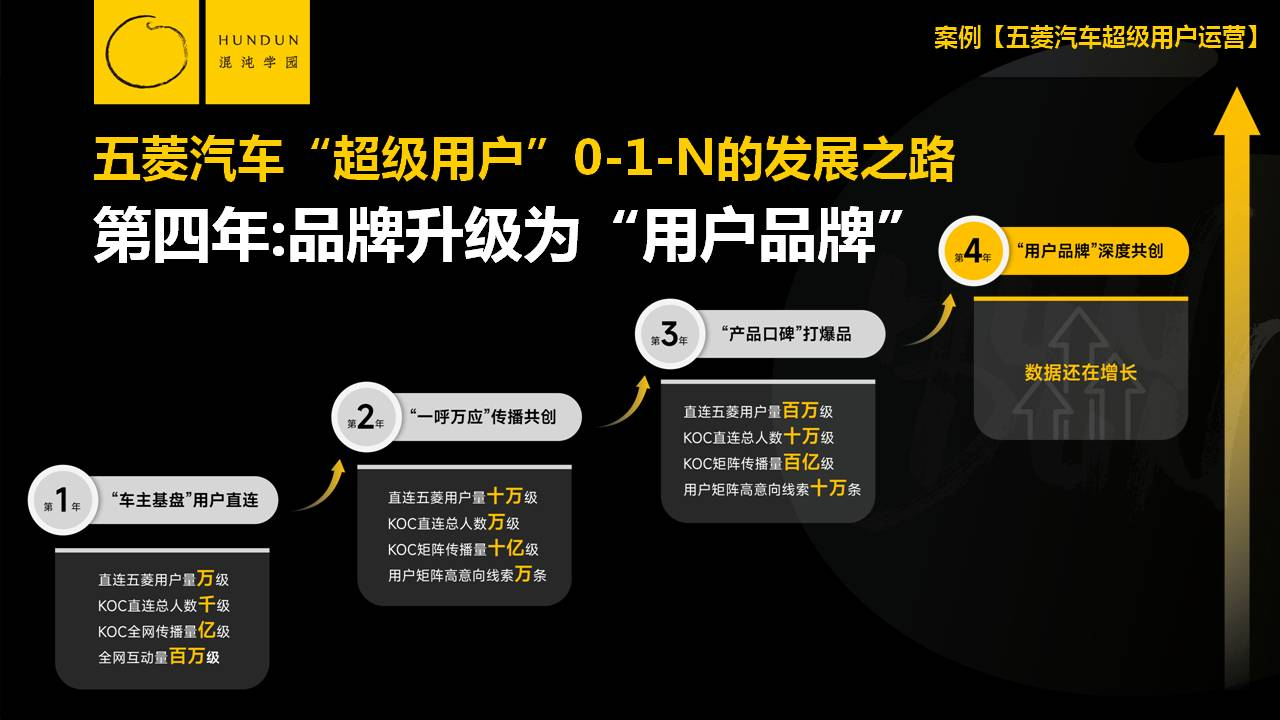 HUNDUN
混沌学园
案例【五菱汽车超级用户运营】
五菱汽车“超级用户”0-1-N的发展之路
第四年:品牌升级为“用户品牌”
第1年
“车主基盘”用户直连
直连五菱用户量万级
KOC直连总人数千级
KOC全网传播量亿级
全网互动量百万级
第2年
“一呼万应”传播共创
直连五菱用户量十万级
KOC直连总人数万级
KOC矩阵传播量十亿级
用户矩阵高意向线索万条
第3年
“产品口碑”打爆品
直连五菱用户量百万级
KOC直连总人数十万级
KOC矩阵传播量百亿级
用户矩阵高意向线索十万条
第4年
“用户品牌”深度共创
数据还在增长